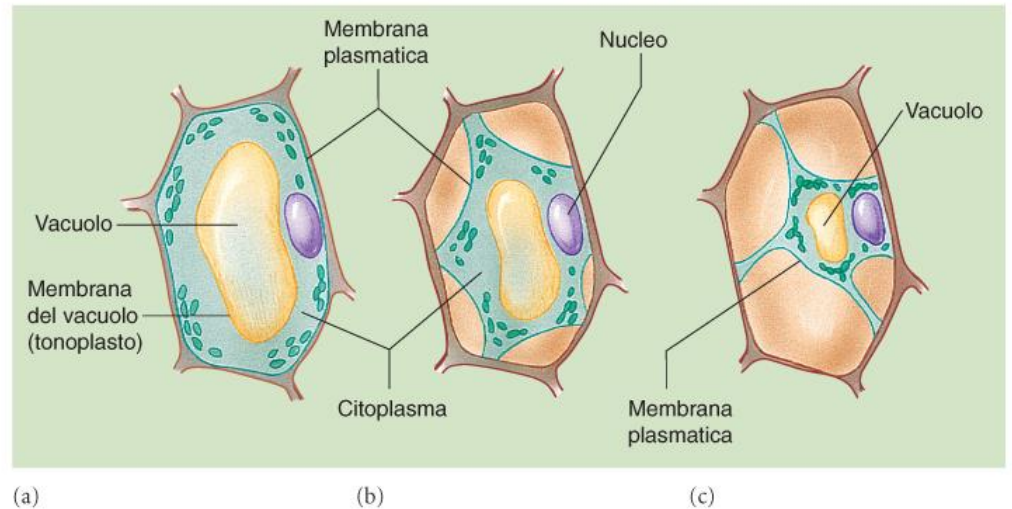 Membrana
plasmatica
Nucleo
Vacuolo
Vacuolo
Membrana
del vacuolo
(tonoplasto)
Citoplasma
Membrana
plasmatica
(a)
(b)
(c)